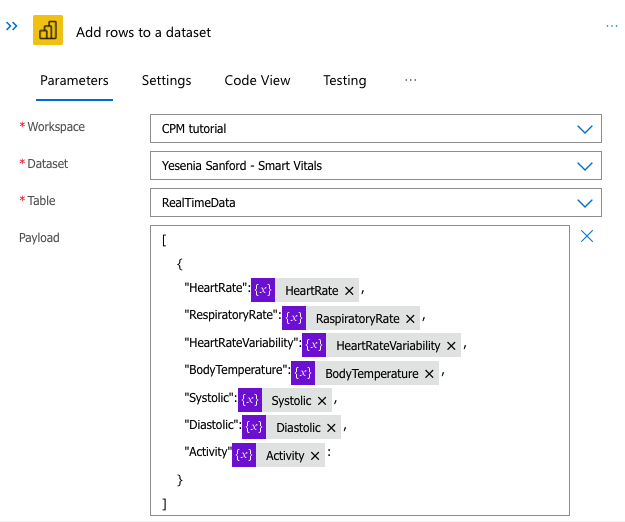 Add rows to a dataset
Parameters Settings Code View Testing ...
* Workspace CPM tutorial
* Dataset Yesenia Sanford - Smart Vitals
* Table RealTimeData
Payload
[
{
"HeartRate": {x} HeartRate × ,
"RespiratoryRate": {x} RaspiratoryRate × ,
"HeartRateVariability": {x} HeartRateVariability × ,
"BodyTemperature": {x} BodyTemperature × ,
"Systolic": {x} Systolic × ,
"Diastolic": {x} Diastolic × ,
"Activity" {x} Activity × :
}
]